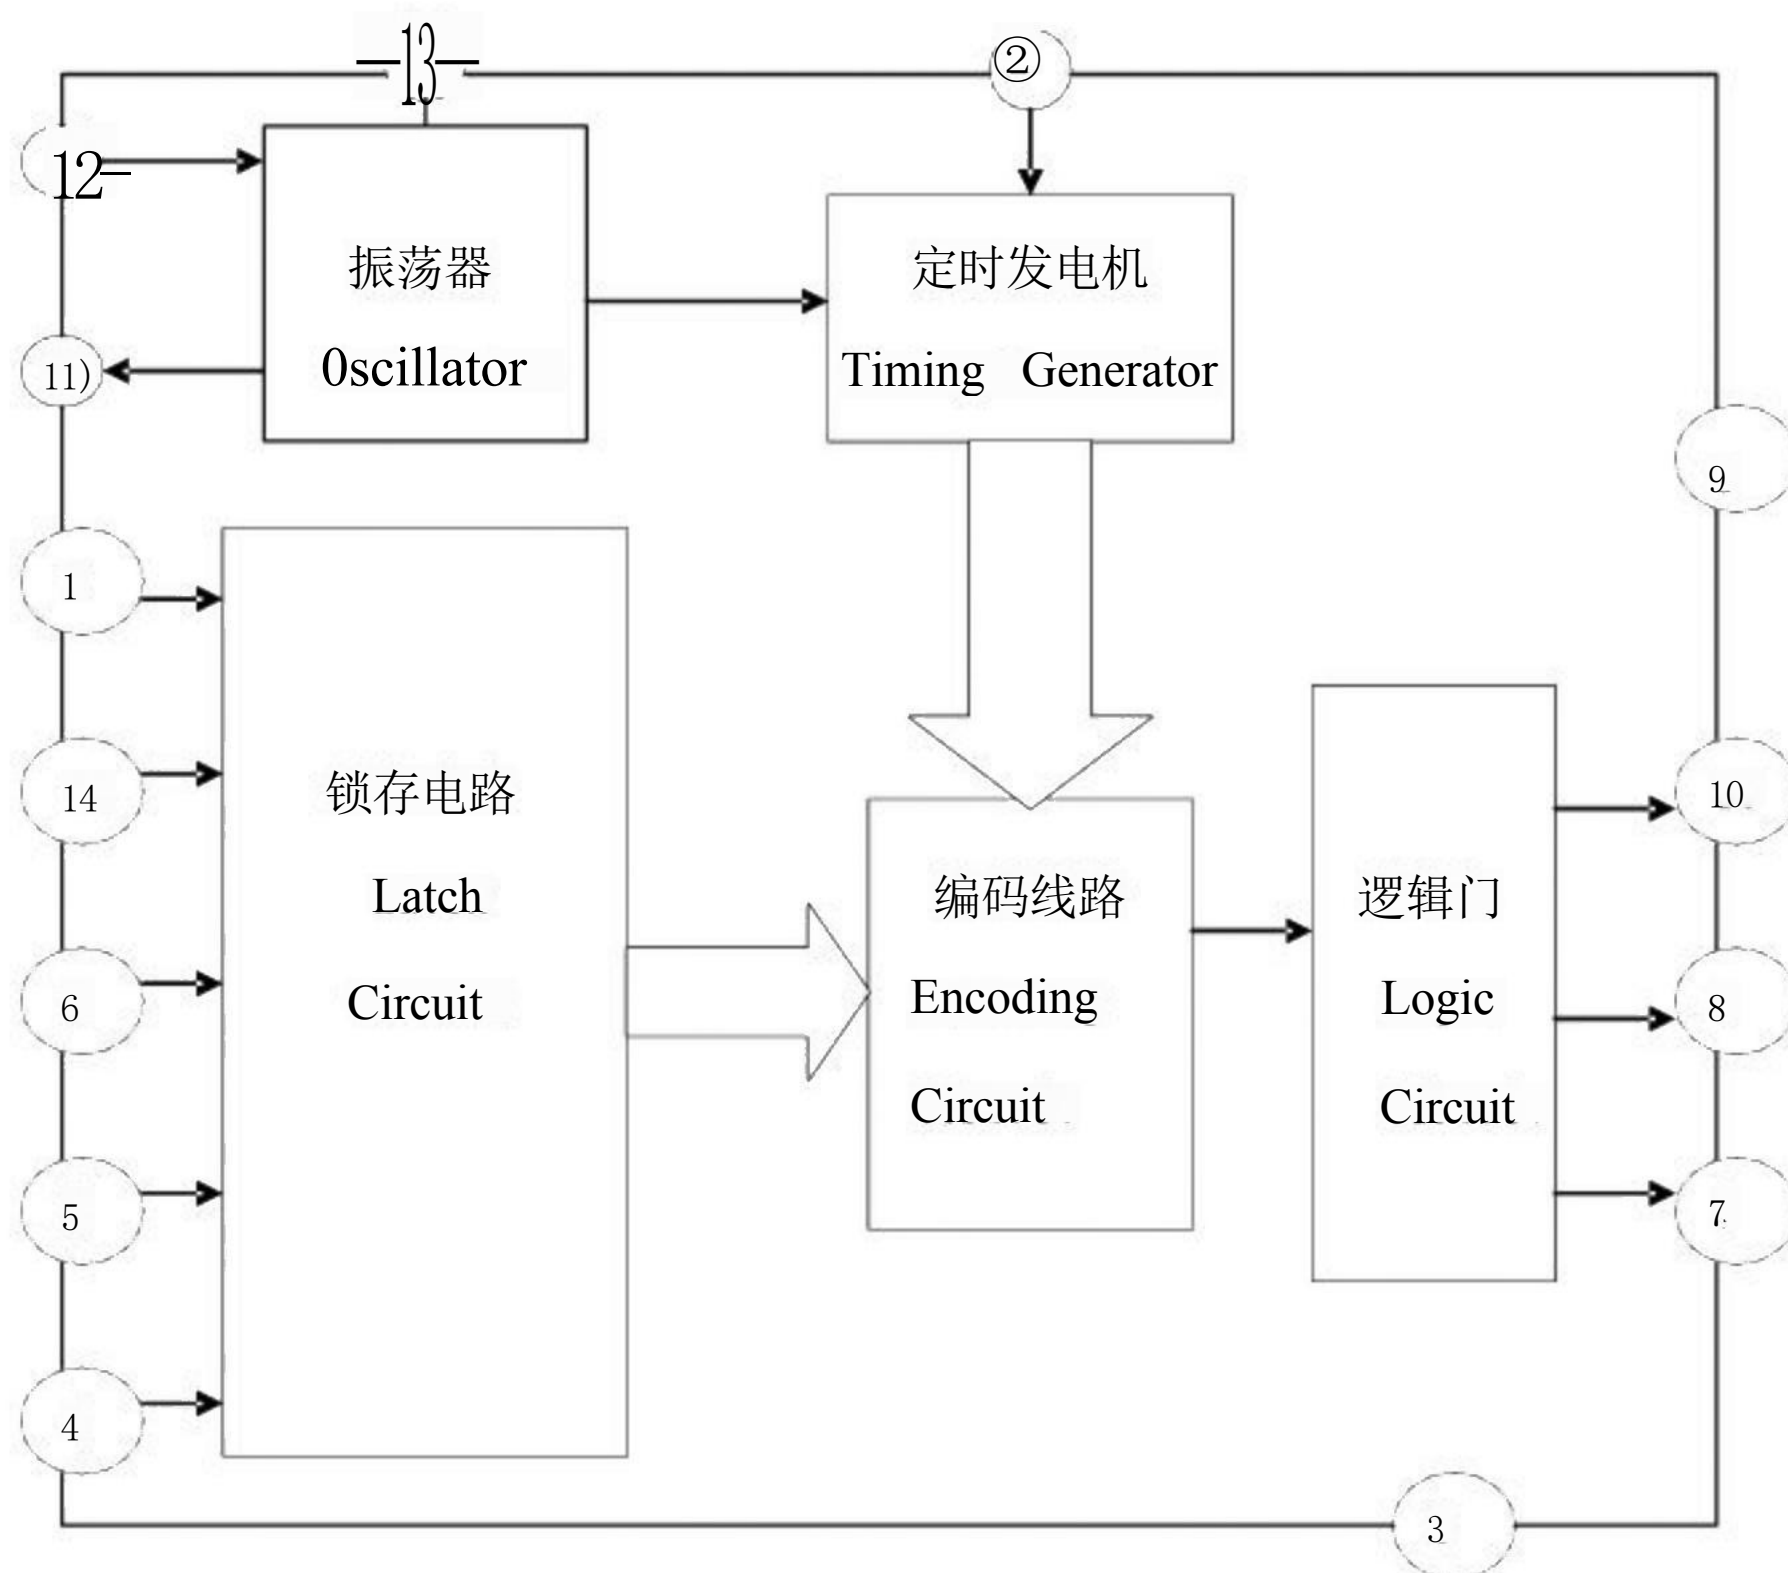 —13—
②
12—
振荡器
0scillator
定时发电机
Timing Generator
11)
9
1
14
锁存电路
Latch
Circuit
6
5
4
编码线路
Encoding
Circuit
逻辑门
Logic
Circuit
10
8
7
3